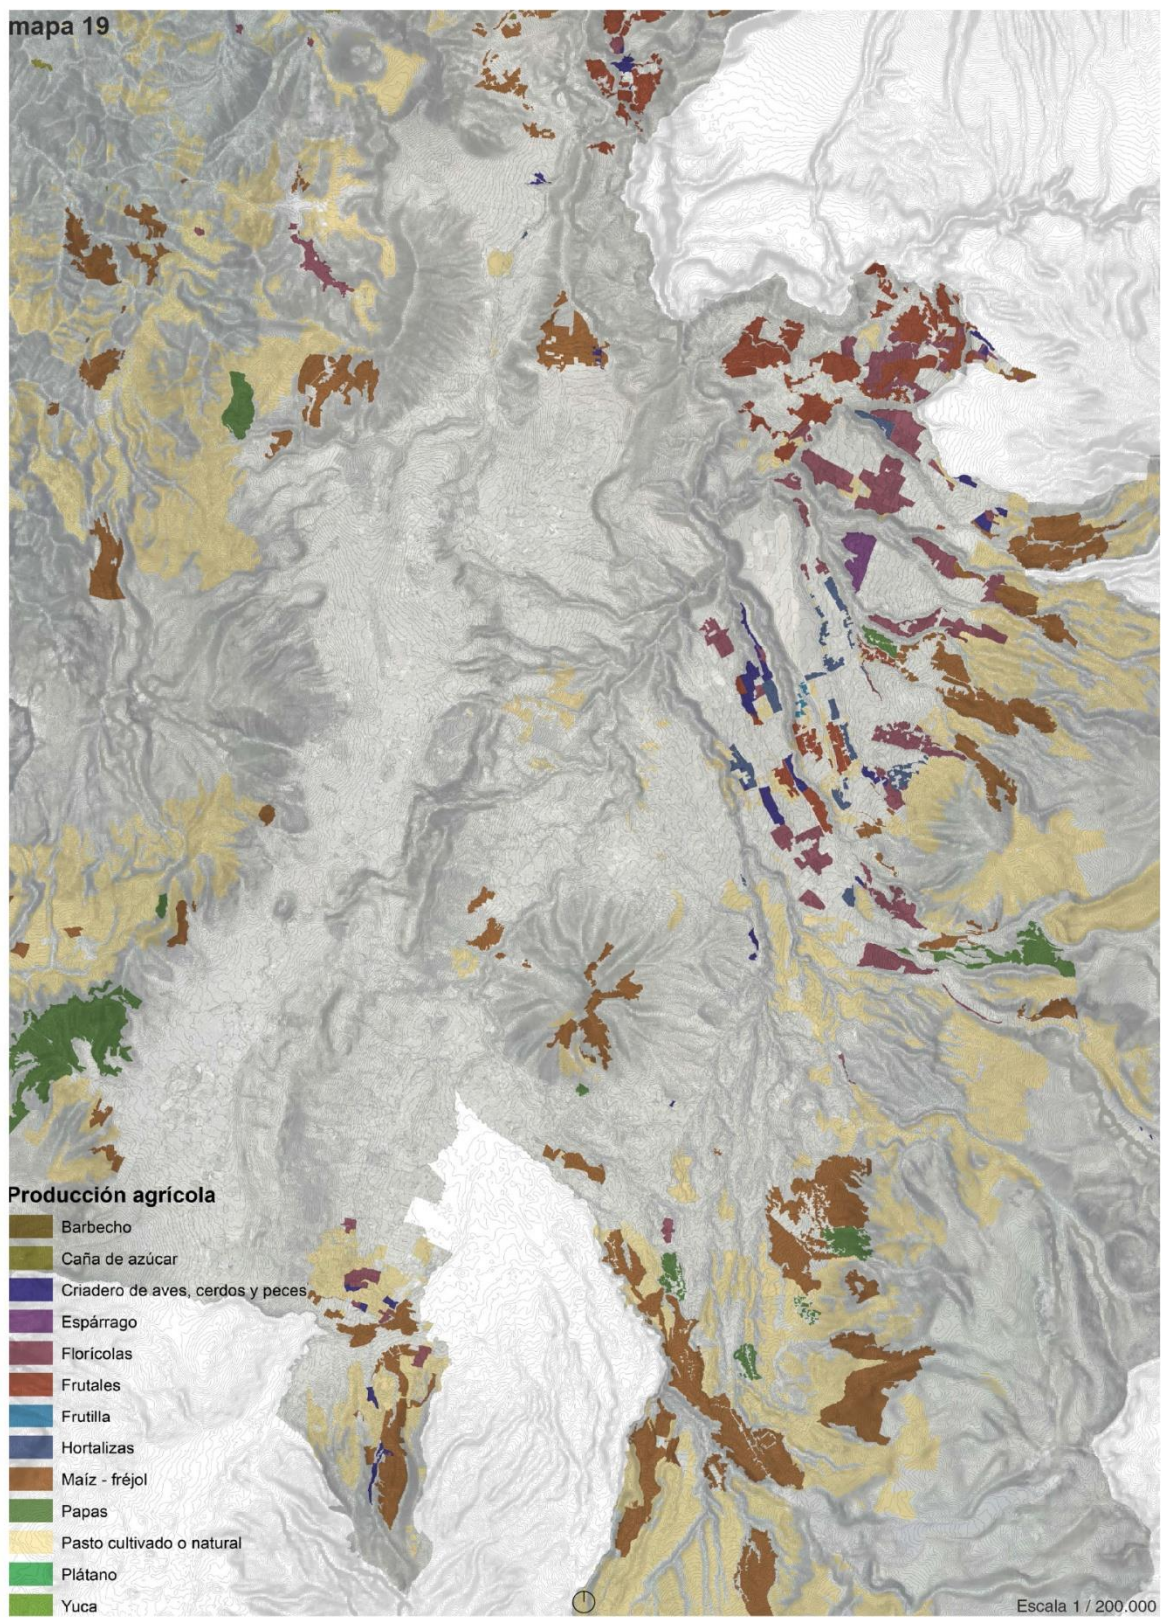 mapa 19
Producción agrícola
Barbecho
Caña de azúcar
Criadero de aves, cerdos y peces
Espárrago
Florícolas
Frutales
Frutilla
Hortalizas
Maíz - fréjol
Papas
Pasto cultivado o natural
Plátano
Yuca
Escala 1 / 200.000